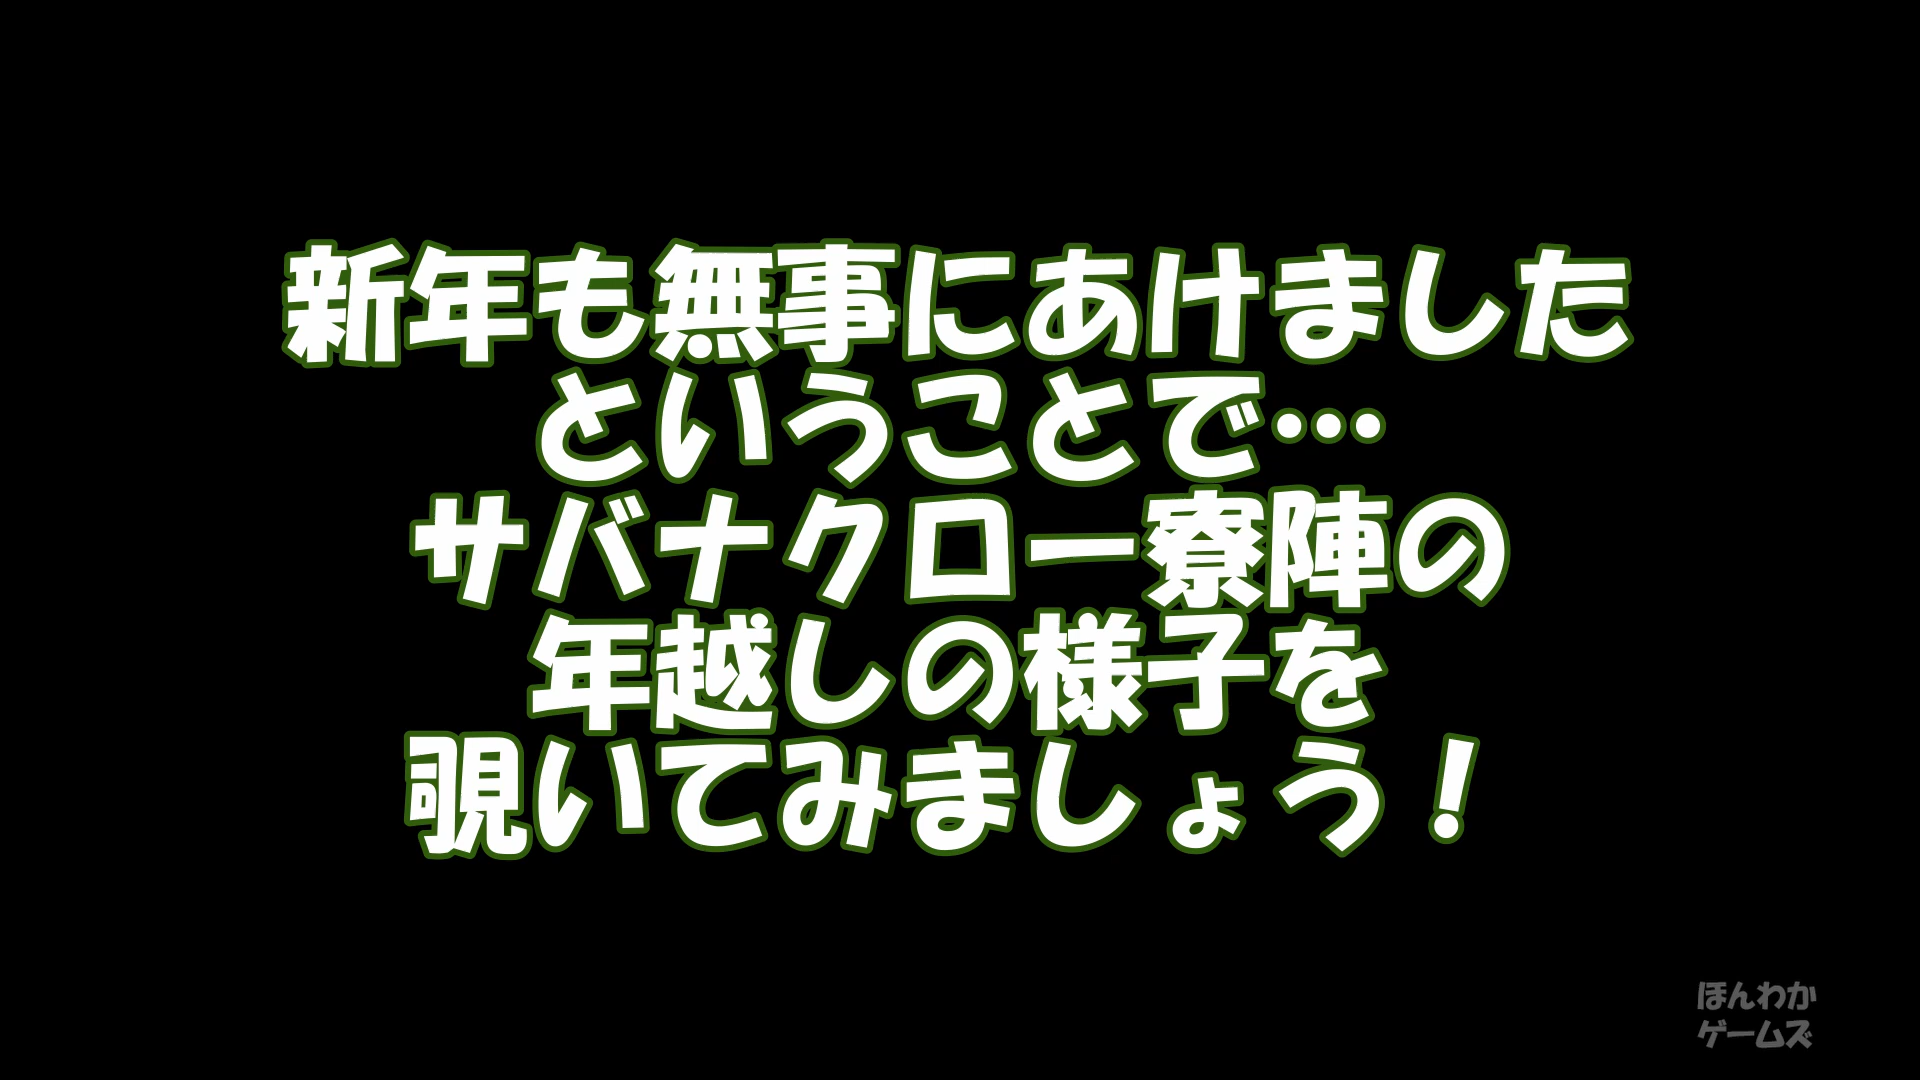 新年も無事にあけました
ということで…
サバナクロー寮陣の
年越しの様子を
覗いてみましょう！
ほんわか
ゲームズ